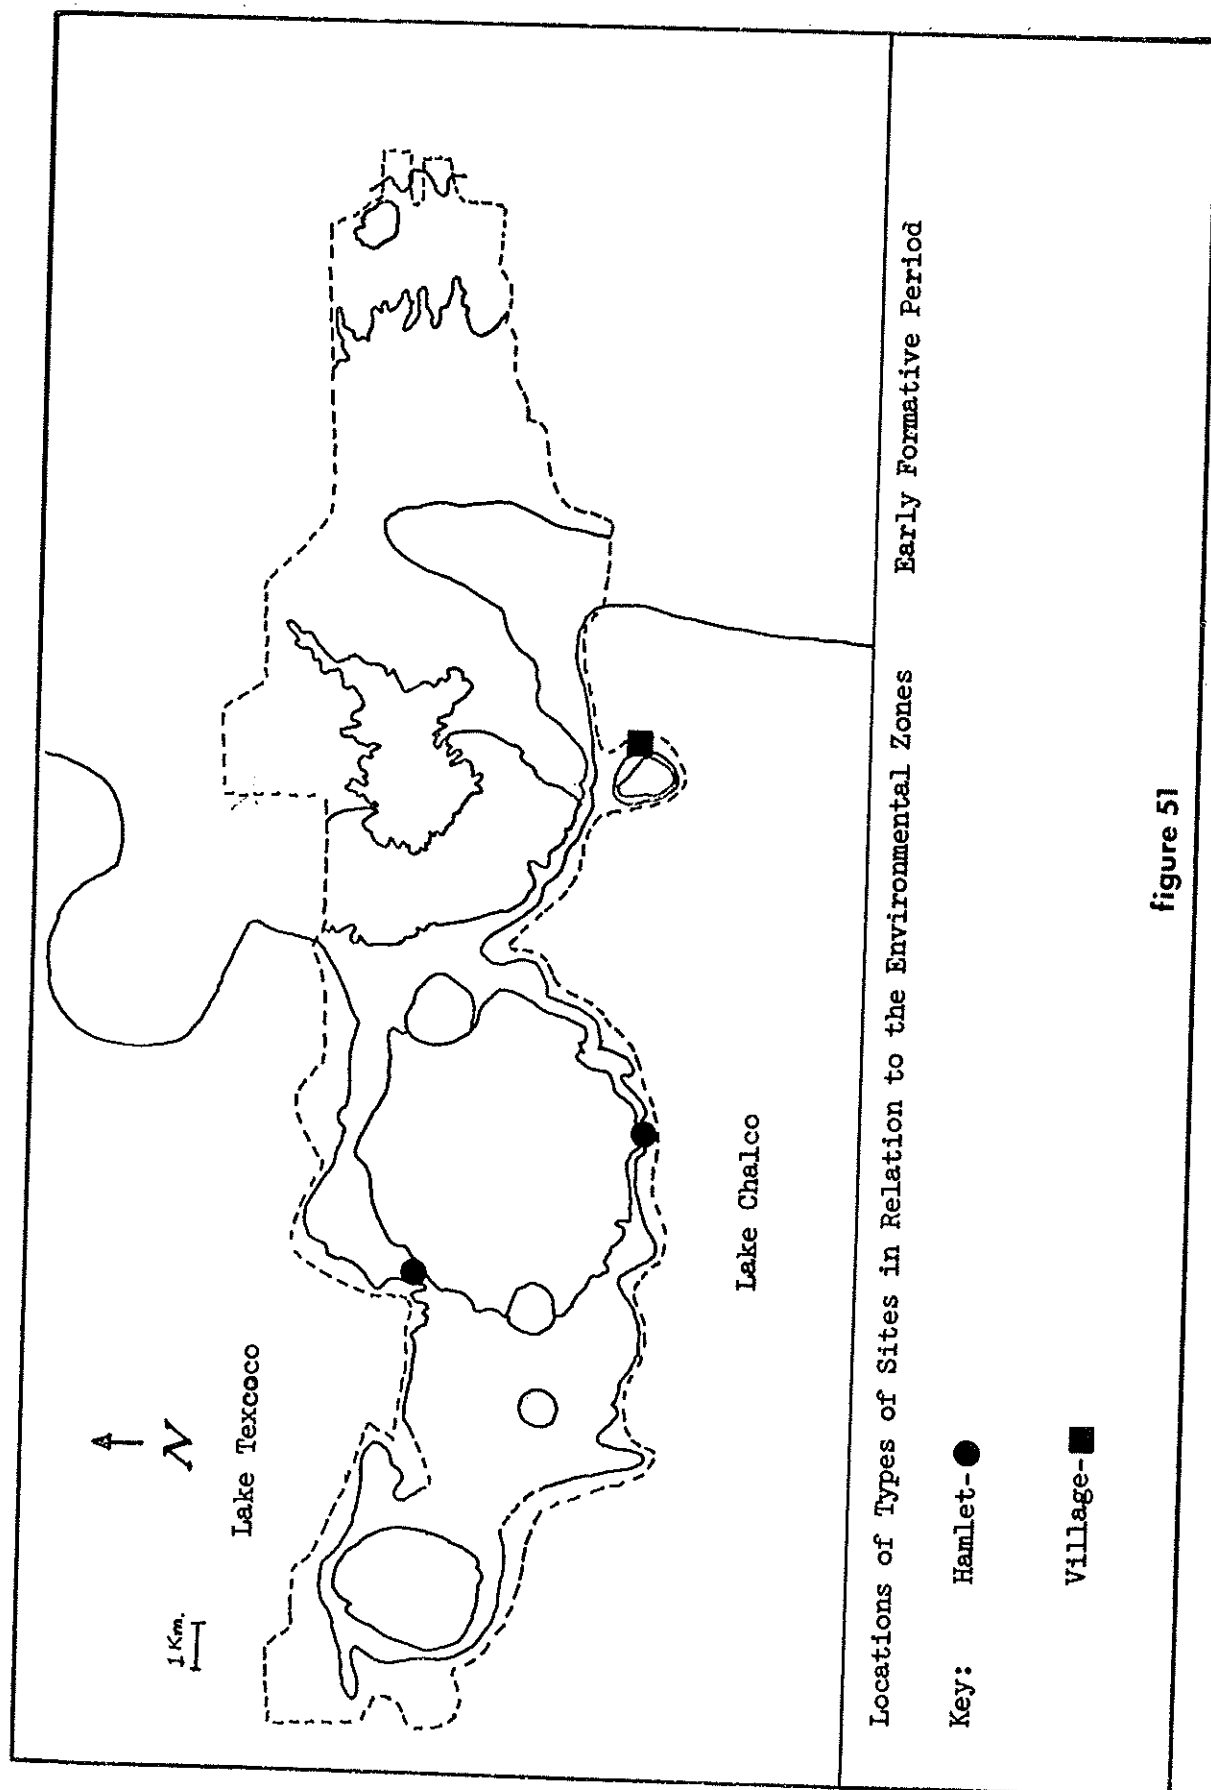 1 Km.
N
Lake Texcoco
Lake Chalco
Locations of Types of Sites in Relation to the Environmental Zones Early Formative Period
Key: Hamlet-
Village-
figure 51